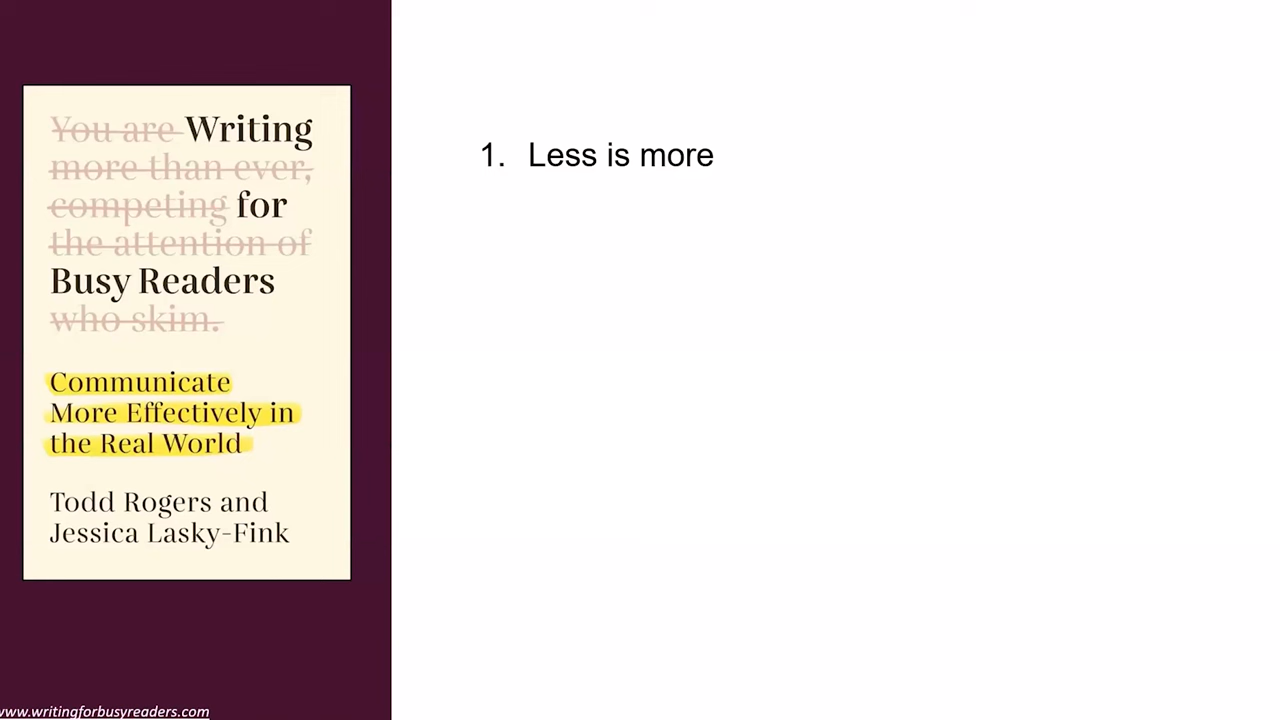 You are Writing
more than ever,
competing for
the attention of
Busy Readers
who skim.
Communicate
More Effectively in
the Real World
Todd Rogers and
Jessica Lasky-Fink
www.writingforbusyreaders.com
1. Less is more